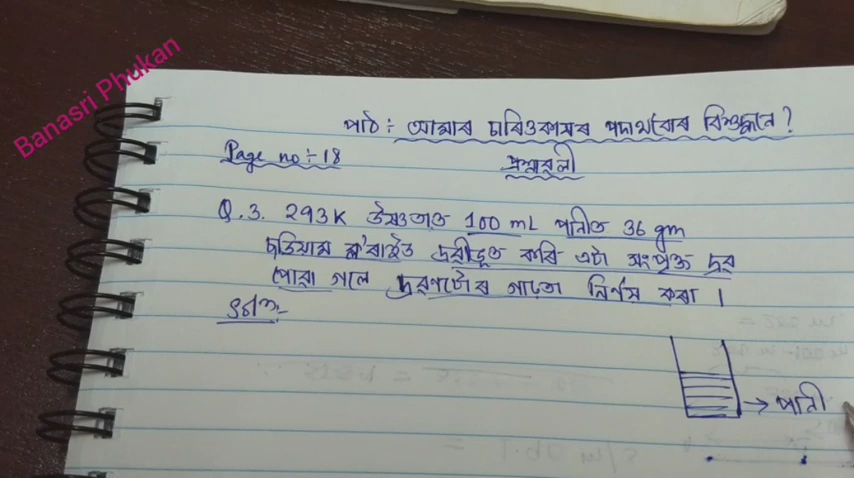 Banasri Phukan
পাঠ : আমাৰ চাৰিওকাষৰ পদাৰ্থবোৰ বিশুদ্ধনে ?
Page no :- 18
প্ৰশ্নাৱলী
Q. 3. 293K উষ্ণতাত 100 mL পানীত 36 gm
ছডিয়াম ক্ল'ৰাইড দ্ৰৱীভূত কৰি এটা সংপৃক্ত দ্ৰৱ
পোৱা গলে দ্ৰৱণটোৰ গাঢ়তা নিৰ্ণয় কৰা ।
উত্তৰঃ-
→ পানী